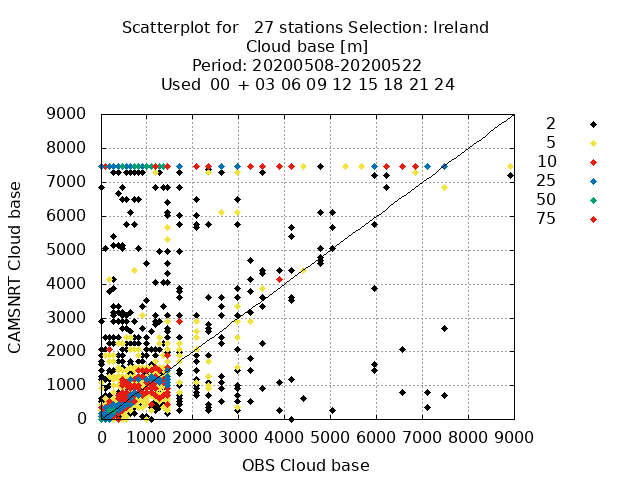 Scatterplot for   27 stations Selection: Ireland
Cloud base [m]
Period: 20200508-20200522
Used  00  + 03 06 09 12 15 18 21 24
9000
8000
7000
6000
5000
4000
3000
2000
1000
0
CAMSNRT Cloud base
0 1000 2000 3000 4000 5000 6000 7000 8000 9000
OBS Cloud base
2
5
10
25
50
75